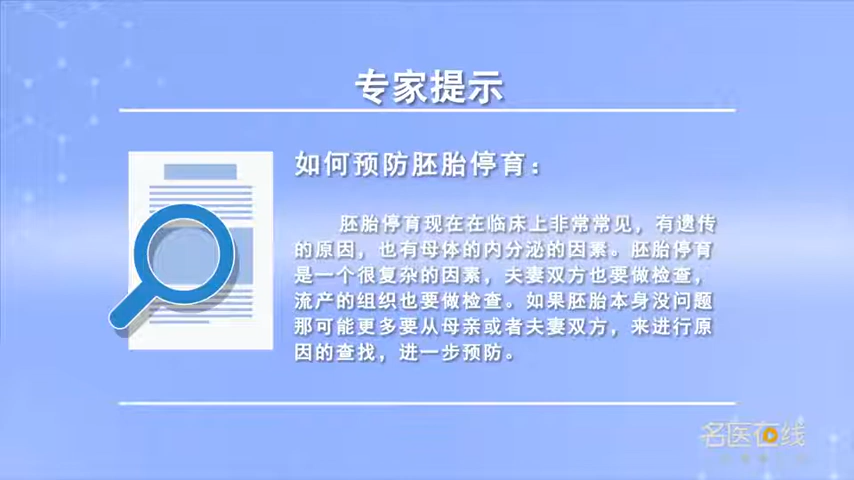 专家提示
如何预防胚胎停育：
胚胎停育现在在临床上非常常见，有遗传
的原因，也有母体的内分泌的因素。胚胎停育
是一个很复杂的因素，夫妻双方也要做检查，
流产的组织也要做检查。如果胚胎本身没问题
那可能更多要从母亲或者夫妻双方，来进行原
因的查找，进一步预防。
名医在线